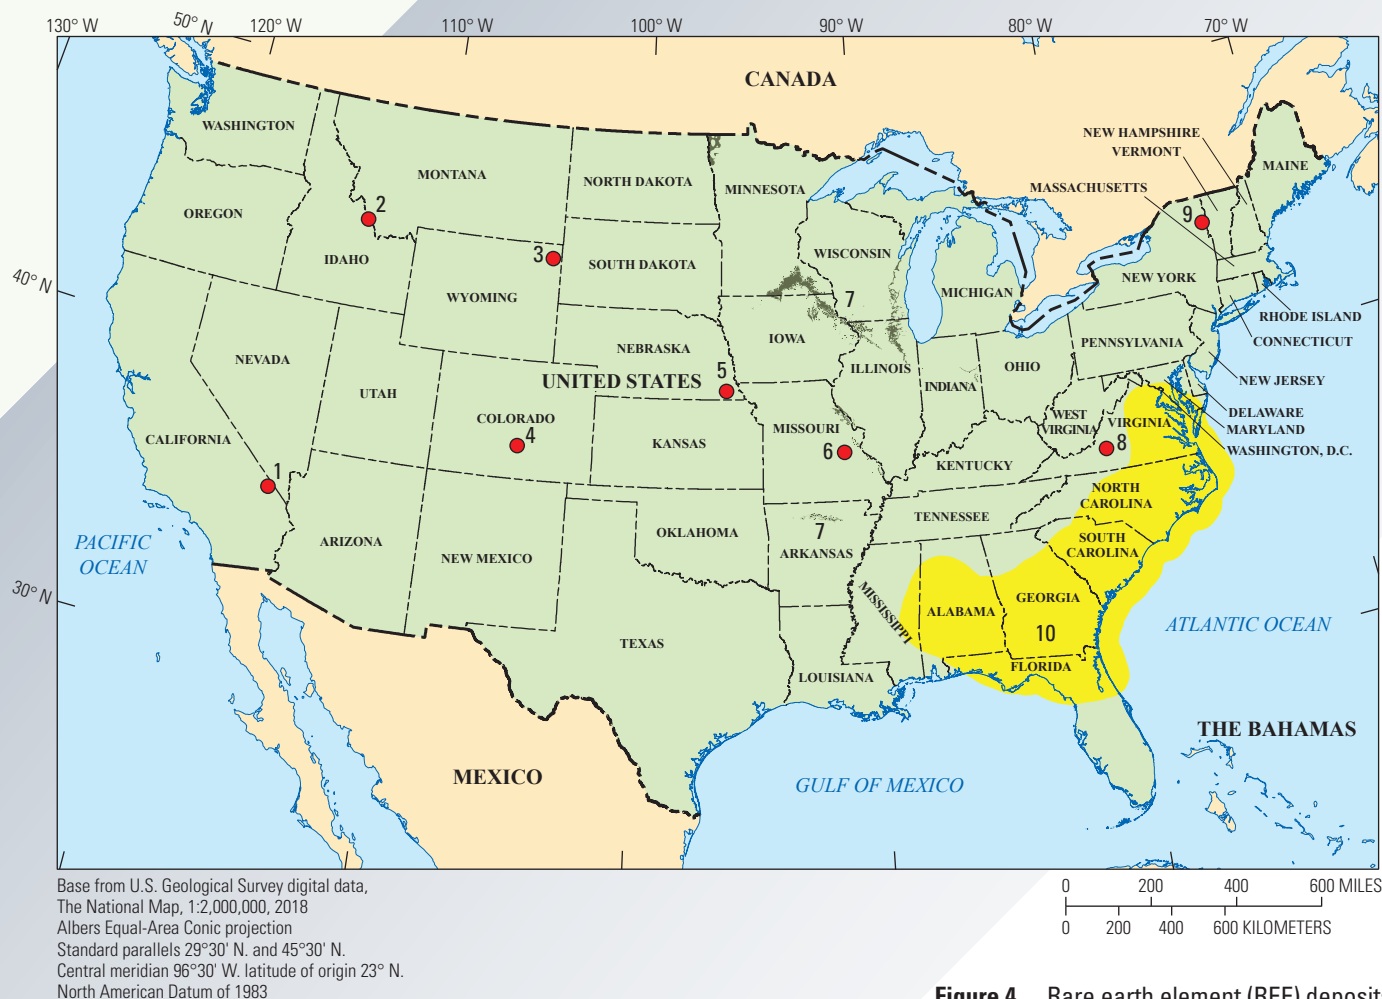 130° W
50° N
120° W
110° W
100° W
90° W
80° W
70° W
CANADA
WASHINGTON
MONTANA
NORTH DAKOTA
MINNESOTA
NEW HAMPSHIRE
VERMONT
MASSACHUSETTS
MAINE
OREGON
2
9
IDAHO
3
SOUTH DAKOTA
WISCONSIN
40° N
WYOMING
7
MICHIGAN
NEW YORK
RHODE ISLAND
CONNECTICUT
NEVADA
NEBRASKA
IOWA
ILLINOIS
INDIANA
OHIO
PENNSYLVANIA
UNITED STATES
5
NEW JERSEY
UTAH
COLORADO
4
CALIFORNIA
KANSAS
MISSOURI
6
WEST
VIRGINIA
VIRGINIA
8
DELAWARE
MARYLAND
WASHINGTON, D.C.
1
KENTUCKY
NORTH
CAROLINA
TENNESSEE
PACIFIC
OCEAN
ARIZONA
NEW MEXICO
OKLAHOMA
7
ARKANSAS
SOUTH
CAROLINA
30° N
MISSISSIPPI
ALABAMA
GEORGIA
10
ATLANTIC OCEAN
TEXAS
LOUISIANA
FLORIDA
THE BAHAMAS
MEXICO
GULF OF MEXICO
Base from U.S. Geological Survey digital data,
The National Map, 1:2,000,000, 2018
Albers Equal-Area Conic projection
Standard parallels 29°30' N. and 45°30' N.
Central meridian 96°30' W. latitude of origin 23° N.
North American Datum of 1983
0 200 400 600 MILES
0 200 400 600 KILOMETERS
Figure 4. Rare earth element (REE) deposit